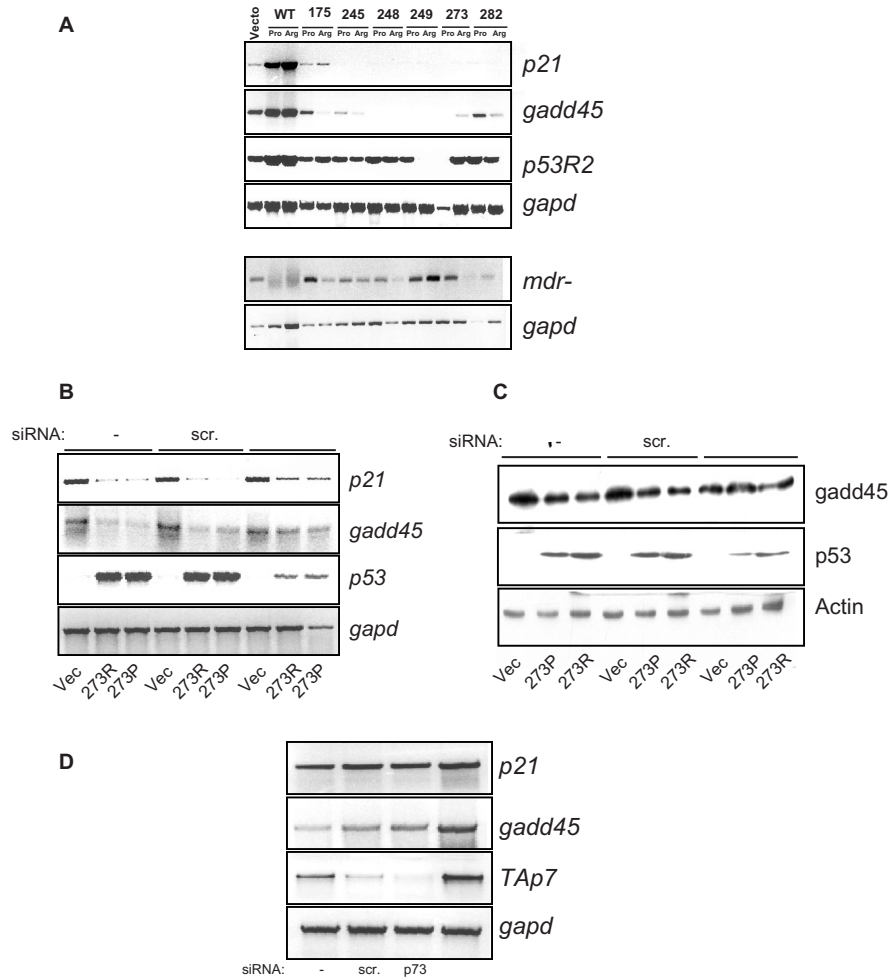 A
Vecto WT 175 245 248 249 273 282
Pro Arg Pro Arg Pro Arg Pro Arg Pro Arg Pro Arg Pro Arg
p21
gadd45
p53R2
gapd
mdr-
gapd
B
siRNA: - scr.
p21
gadd45
p53
gapd
Vec 273R 273P Vec 273R 273P Vec 273R 273P
C
siRNA: - scr.
gadd45
p53
Actin
Vec 273P 273R Vec 273P 273R Vec 273P 273R
D
p21
gadd45
TAp7
gapd
siRNA: - scr. p73